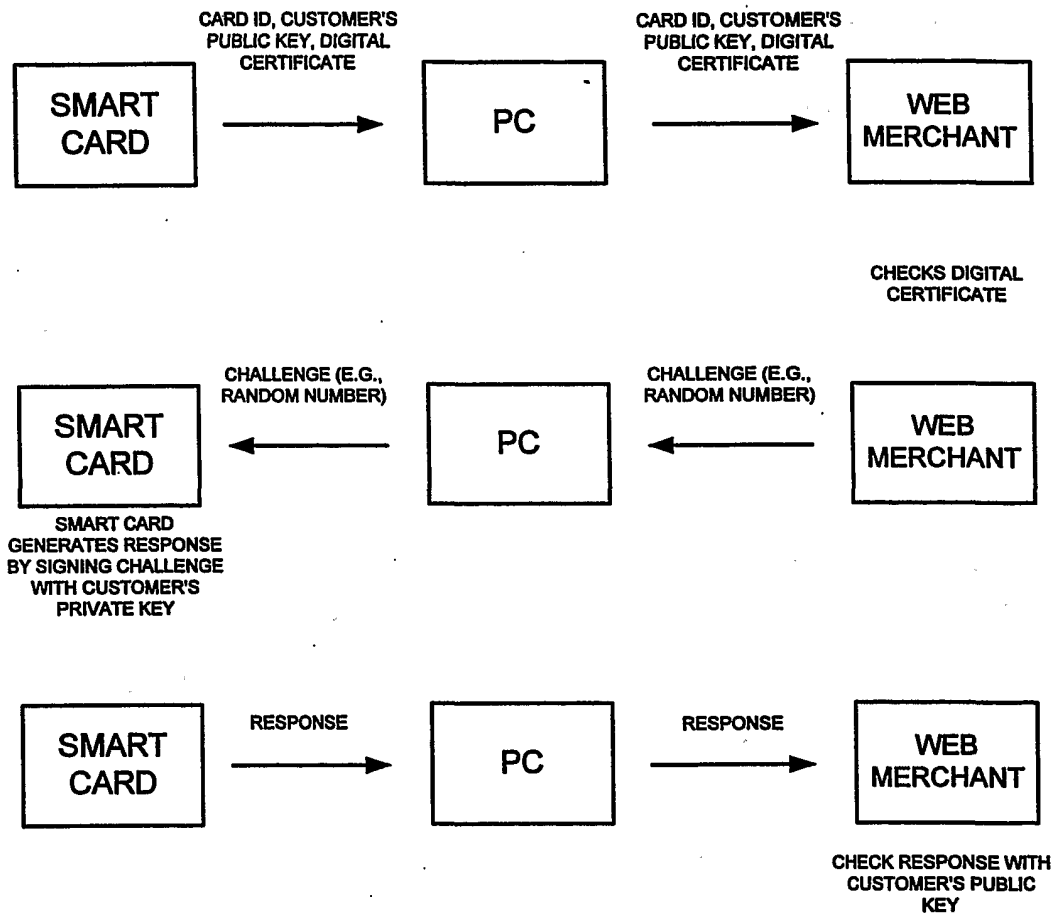 CARD ID, CUSTOMER'S
PUBLIC KEY, DIGITAL
CERTIFICATE
CARD ID, CUSTOMER'S
PUBLIC KEY, DIGITAL
CERTIFICATE
SMART
CARD
PC
WEB
MERCHANT
CHECKS DIGITAL
CERTIFICATE
CHALLENGE (E.G.,
RANDOM NUMBER)
CHALLENGE (E.G.,
RANDOM NUMBER)
SMART
CARD
PC
WEB
MERCHANT
SMART CARD
GENERATES RESPONSE
BY SIGNING CHALLENGE
WITH CUSTOMER'S
PRIVATE KEY
RESPONSE
RESPONSE
SMART
CARD
PC
WEB
MERCHANT
CHECK RESPONSE WITH
CUSTOMER'S PUBLIC
KEY